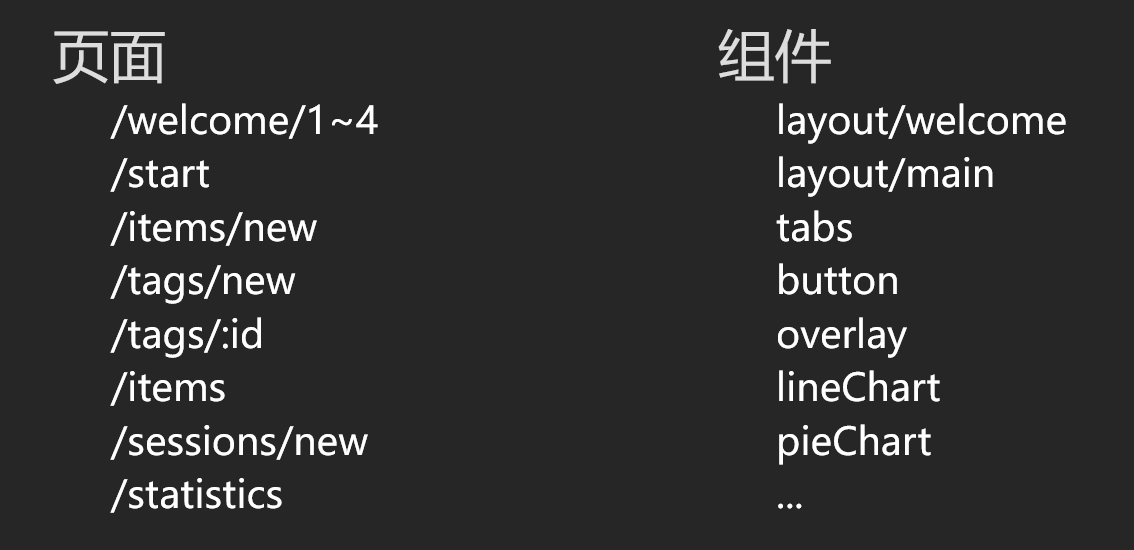 页面
/welcome/1~4
/start
/items/new
/tags/new
/tags/:id
/items
/sessions/new
/statistics
组件
layout/welcome
layout/main
tabs
button
overlay
lineChart
pieChart
...